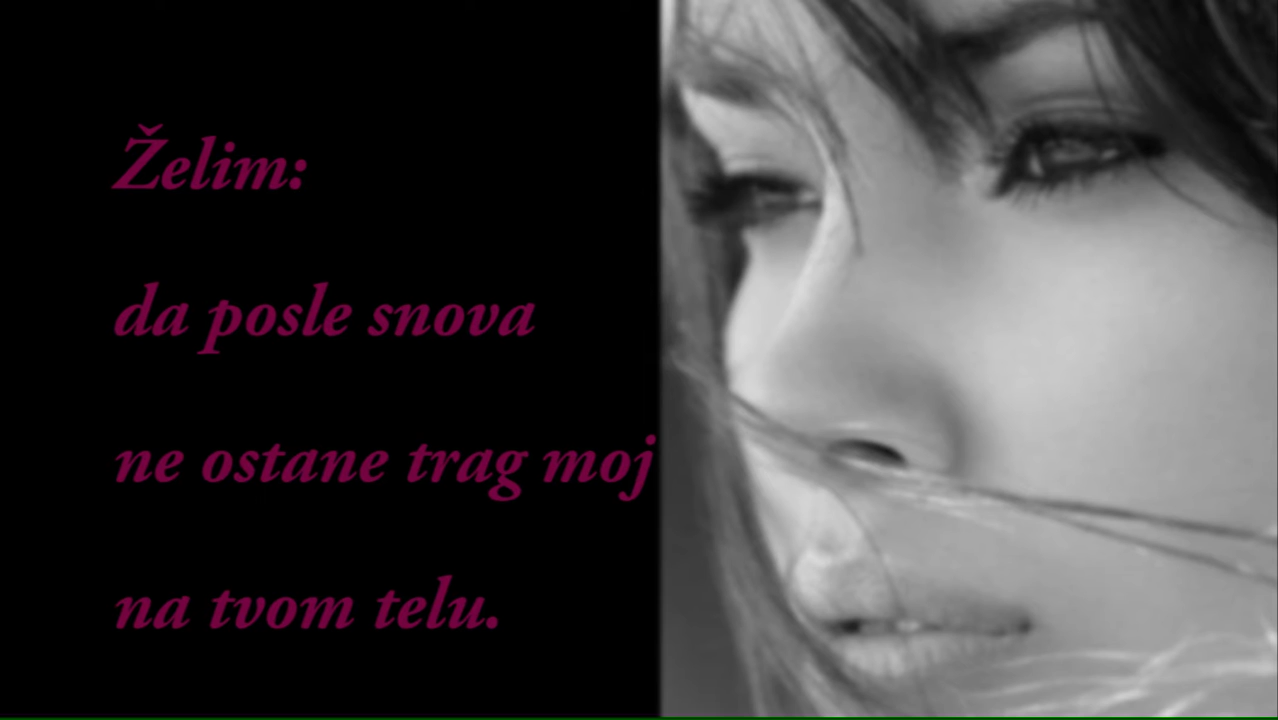 Želim:
da posle snova
ne ostane trag moj
na tvom telu.